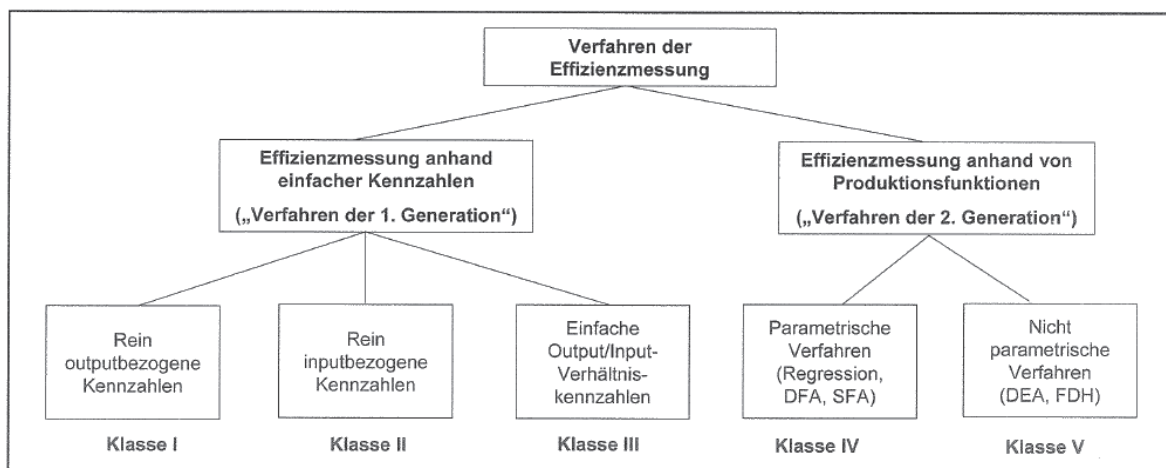 Verfahren der
Effizienzmessung
Effizienzmessung anhand
einfacher Kennzahlen
(„Verfahren der 1. Generation“)
Effizienzmessung anhand von
Produktionsfunktionen
(„Verfahren der 2. Generation“)
Rein
outputbezogene
Kennzahlen
Klasse I
Rein
inputbezogene
Kennzahlen
Klasse II
Einfache
Output/Input-
Verhältnis-
kennzahlen
Klasse III
Parametrische
Verfahren
(Regression,
DFA, SFA)
Klasse IV
Nicht
parametrische
Verfahren
(DEA, FDH)
Klasse V